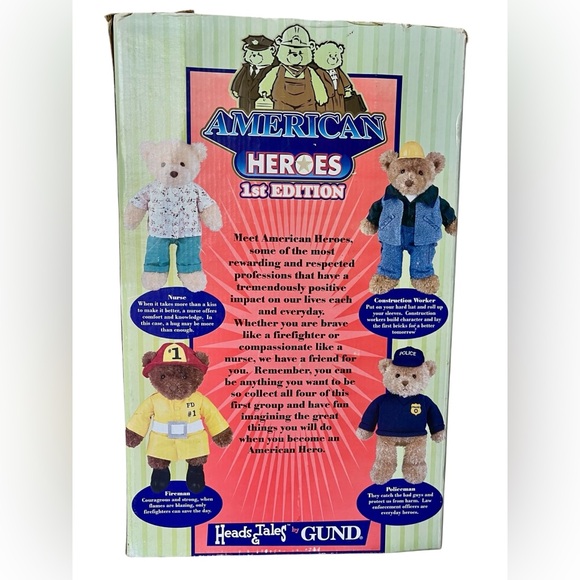 AMERICAN
HEROES
1st EDITION
Meet American Heroes,
some of the most
rewarding and respected
professions that have a
tremendously positive
impact on our lives each
and everyday.
Whether you are brave
like a firefighter or
compassionate like a
nurse, we have a friend for
you. Remember, you can
be anything you want to be
so collect all four of this
first group and have fun
imagining the great
things you will do
when you become an
American Hero.
Nurse
When it takes more than a kiss
to make it better, a nurse offers
comfort and knowledge. In
this case, a hug may be more
than enough.
Construction Worker
Put on your hard hat and roll up
your sleeves. Construction
workers build character and lay
the first bricks for a better
tomorrow
#1
FD
#1
Fireman
Courageous and strong, when
flames are blazing, only
firefighters can save the day.
POLICE
Policeman
They catch the bad guys and
protect us from harm. Law
enforcement officers are
everyday heroes.
Heads & Tales™ by GUND®